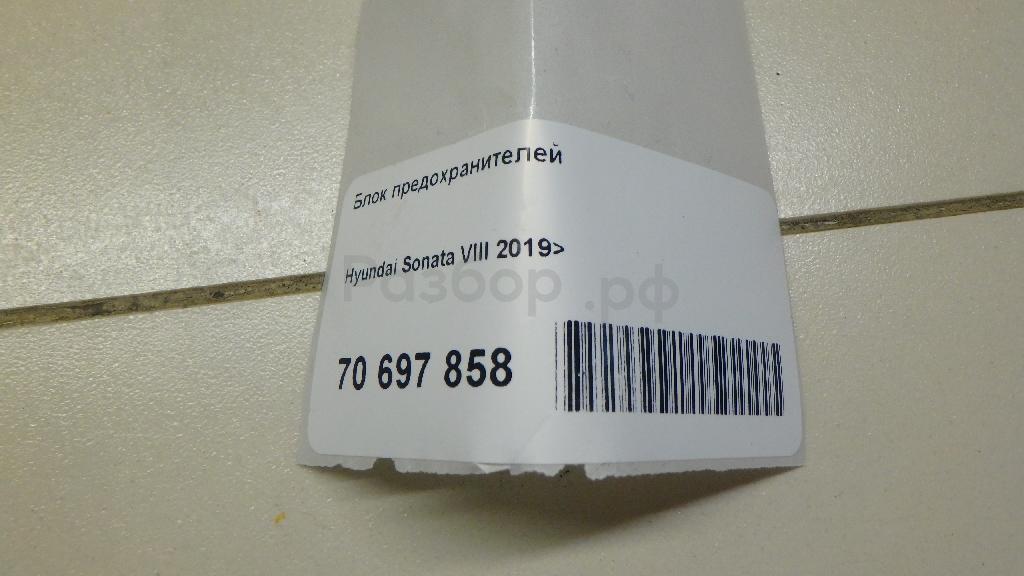 Блок предохранителей
Hyundai Sonata VIII 2019>
Разбор.рф
70 697 858